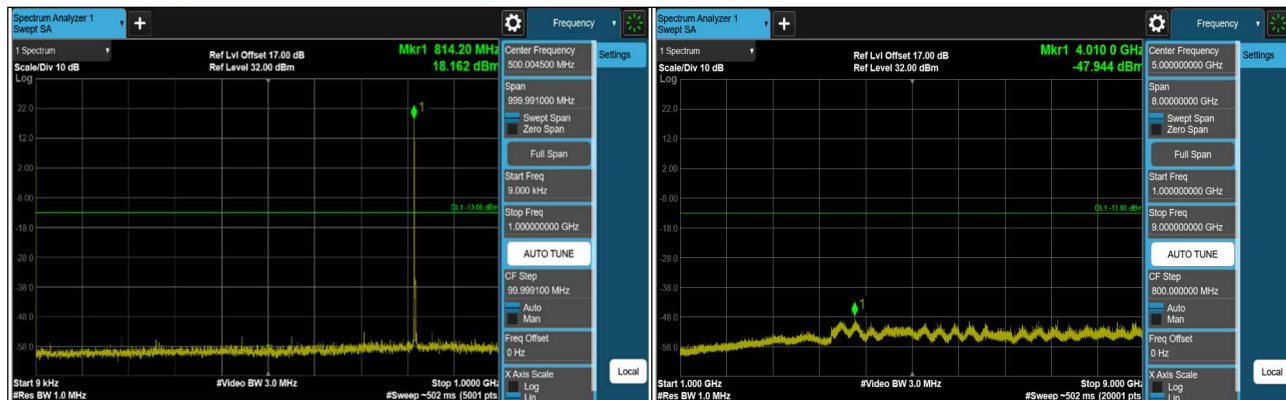 Spectrum Analyzer 1
Swept SA
+
Frequency
1 Spectrum
Scale/Div 10 dB
Log
Ref Lvl Offset 17.00 dB
Ref Level 32.00 dBm
Mkr1 814.20 MHz
18.162 dBm
1
22.0
12.0
2.00
-8.00
-18.0
-28.0
-38.0
-48.0
-58.0
DL1 -13.00 dBm
Start 9 kHz
#Res BW 1.0 MHz
#Video BW 3.0 MHz
Stop 1.0000 GHz
#Sweep ~502 ms (5001 pts)
Center Frequency
500.004500 MHz
Settings
Span
999.991000 MHz
Swept Span
Zero Span
Full Span
Start Freq
9.000 kHz
Stop Freq
1.000000000 GHz
AUTO TUNE
CF Step
99.999100 MHz
Auto
Man
Freq Offset
0 Hz
X Axis Scale
Log
Lin
Local
Spectrum Analyzer 1
Swept SA
+
Frequency
1 Spectrum
Scale/Div 10 dB
Log
Ref Lvl Offset 17.00 dB
Ref Level 32.00 dBm
Mkr1 4.010 0 GHz
-47.944 dBm
1
22.0
12.0
2.00
-8.00
-18.0
-28.0
-38.0
-48.0
-58.0
DL1 -13.00 dBm
Start 1.000 GHz
#Res BW 1.0 MHz
#Video BW 3.0 MHz
Stop 9.000 GHz
#Sweep ~502 ms (20001 pts)
Center Frequency
5.000000000 GHz
Settings
Span
8.00000000 GHz
Swept Span
Zero Span
Full Span
Start Freq
1.000000000 GHz
Stop Freq
9.000000000 GHz
AUTO TUNE
CF Step
800.000000 MHz
Auto
Man
Freq Offset
0 Hz
X Axis Scale
Log
Lin
Local